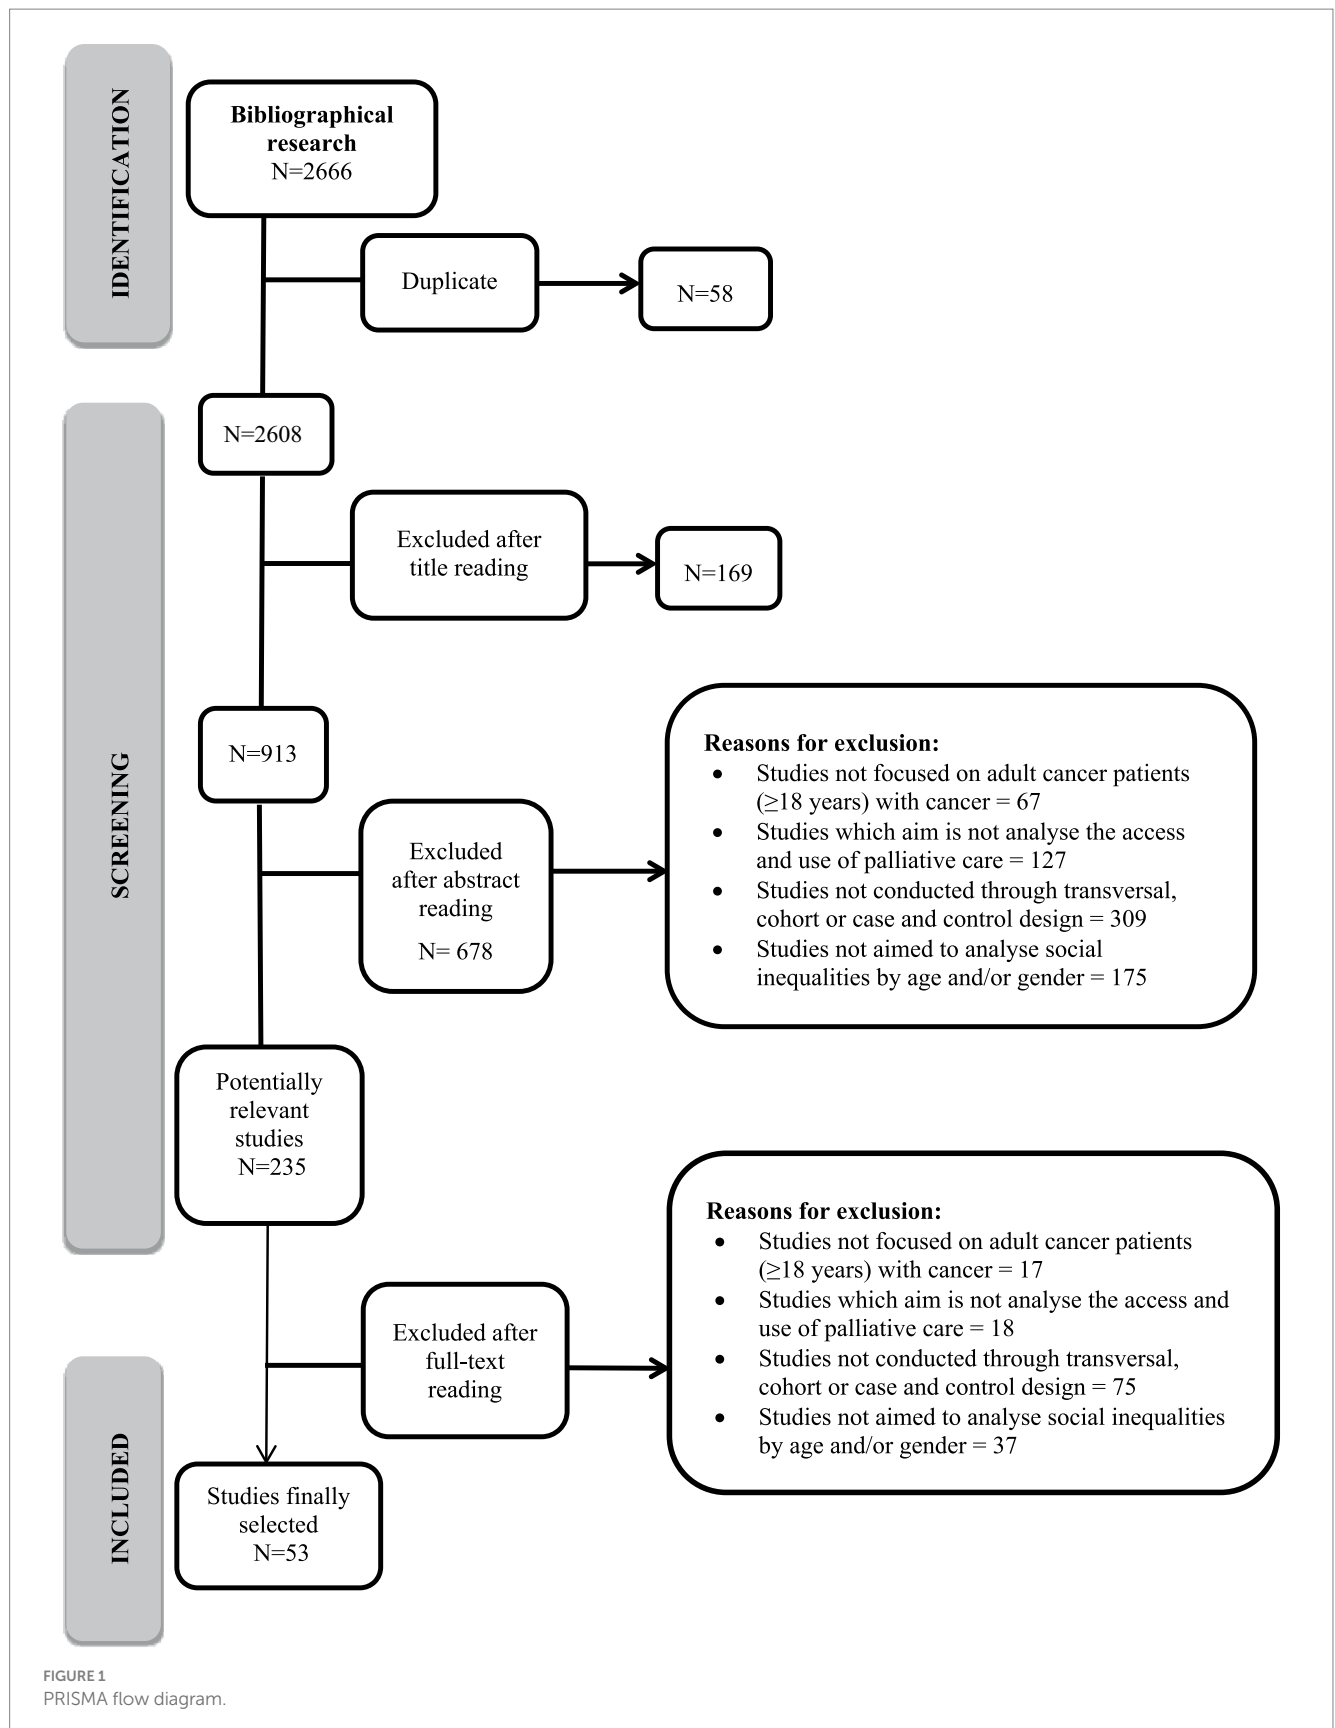 IDENTIFICATION
Bibliographical
research
N=2666
Duplicate
N=58
SCREENING
N=2608
Excluded after
title reading
N=169
N=913
Excluded
after abstract
reading
N= 678
Reasons for exclusion:
• Studies not focused on adult cancer patients
(≥18 years) with cancer = 67
• Studies which aim is not analyse the access
and use of palliative care = 127
• Studies not conducted through transversal,
cohort or case and control design = 309
• Studies not aimed to analyse social
inequalities by age and/or gender = 175
Potentially
relevant
studies
N=235
Excluded after
full-text
reading
Reasons for exclusion:
• Studies not focused on adult cancer patients
(≥18 years) with cancer = 17
• Studies which aim is not analyse the access and
use of palliative care = 18
• Studies not conducted through transversal,
cohort or case and control design = 75
• Studies not aimed to analyse social inequalities
by age and/or gender = 37
INCLUDED
Studies finally
selected
N=53
FIGURE 1
PRISMA flow diagram.